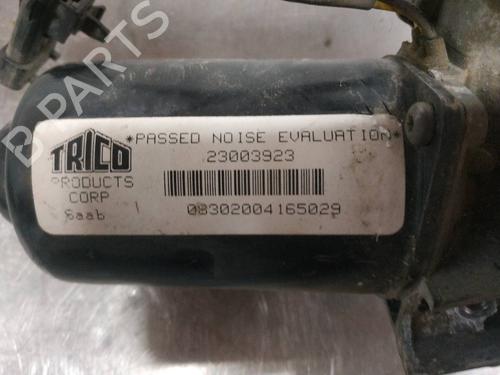 B PARTS
*PASSED NOISE EVALUATION*
TRICO
23003923
PRODUCTS
CORP
Saab
08302004165029